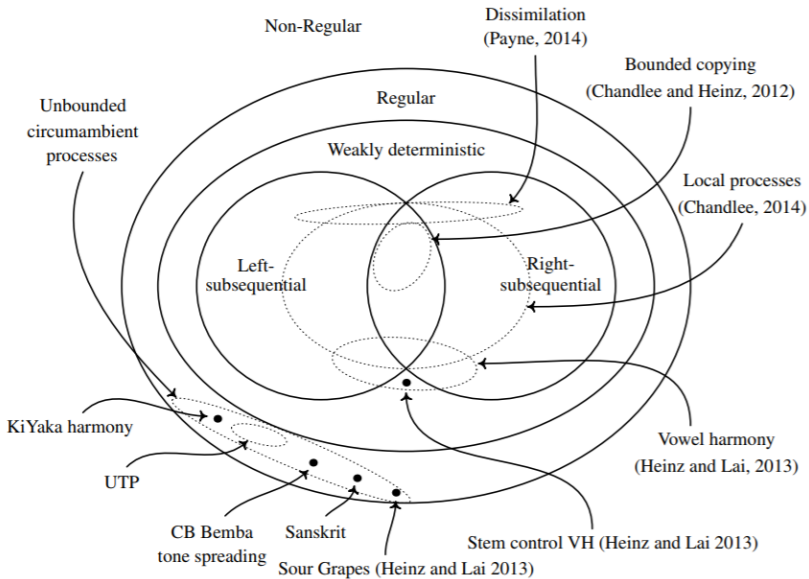 Non-Regular
Dissimilation
(Payne, 2014)
Bounded copying
(Chandlee and Heinz, 2012)
Unbounded
circumambient
processes
Regular
Weakly deterministic
Local processes
(Chandlee, 2014)
Left-
subsequential
Right-
subsequential
KiYaka harmony
UTP
CB Bemba
tone spreading
Sanskrit
Sour Grapes (Heinz and Lai 2013)
Stem control VH (Heinz and Lai 2013)
Vowel harmony
(Heinz and Lai, 2013)